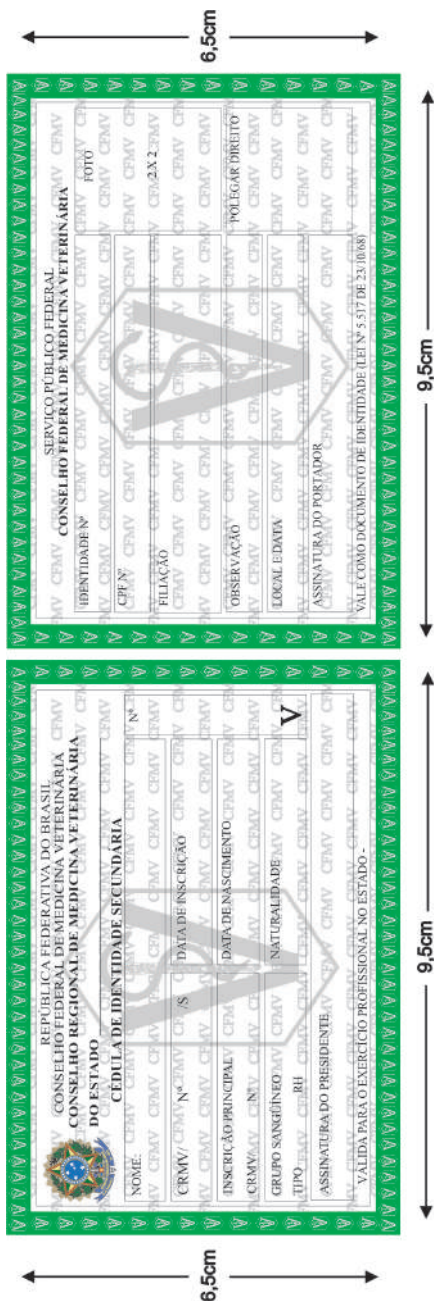 REPÚBLICA FEDERATIVA DO BRASIL
CONSELHO FEDERAL DE MEDICINA VETERINÁRIA
CONSELHO REGIONAL DE MEDICINA VETERINÁRIA
DO ESTADO
CÉDULA DE IDENTIDADE SECUNDÁRIA
NOME: Nº
CRMV/ Nº /S DATA DE INSCRIÇÃO
INSCRIÇÃO PRINCIPAL DATA DE NASCIMENTO
CRMV/ Nº
GRUPO SANGÜÍNEO NATURALIDADE
TIPO RH V
ASSINATURA DO PRESIDENTE
VÁLIDA PARA O EXERCÍCIO PROFISSIONAL NO ESTADO -
6,5cm
9,5cm
SERVIÇO PÚBLICO FEDERAL
CONSELHO FEDERAL DE MEDICINA VETERINÁRIA
IDENTIDADE Nº FOTO
CPF Nº
2 X 2
FILIAÇÃO
OBSERVAÇÃO POLEGAR DIREITO
LOCAL E DATA
ASSINATURA DO PORTADOR
VALE COMO DOCUMENTO DE IDENTIDADE (LEI Nº 5.517 DE 23/10/68)
6,5cm
9,5cm
CFMV